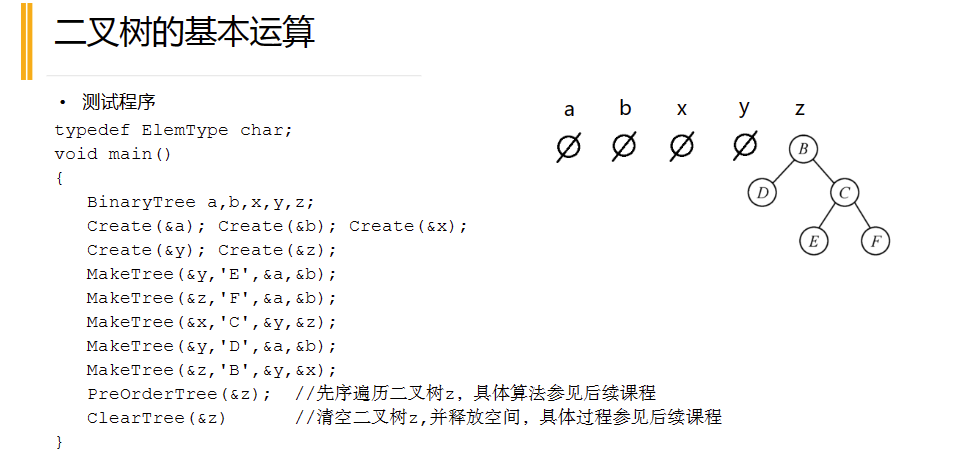 二叉树的基本运算
• 测试程序
typedef ElemType char;
void main()
{
BinaryTree a,b,x,y,z;
Create(&a); Create(&b); Create(&x);
Create(&y); Create(&z);
MakeTree(&y,'E',&a,&b);
MakeTree(&z,'F',&a,&b);
MakeTree(&x,'C',&y,&z);
MakeTree(&y,'D',&a,&b);
MakeTree(&z,'B',&y,&x);
PreOrderTree(&z); //先序遍历二叉树z，具体算法参见后续课程
ClearTree(&z) //清空二叉树z,并释放空间，具体过程参见后续课程
}
a b x y z
∅ ∅ ∅ ∅ B
D C
E F